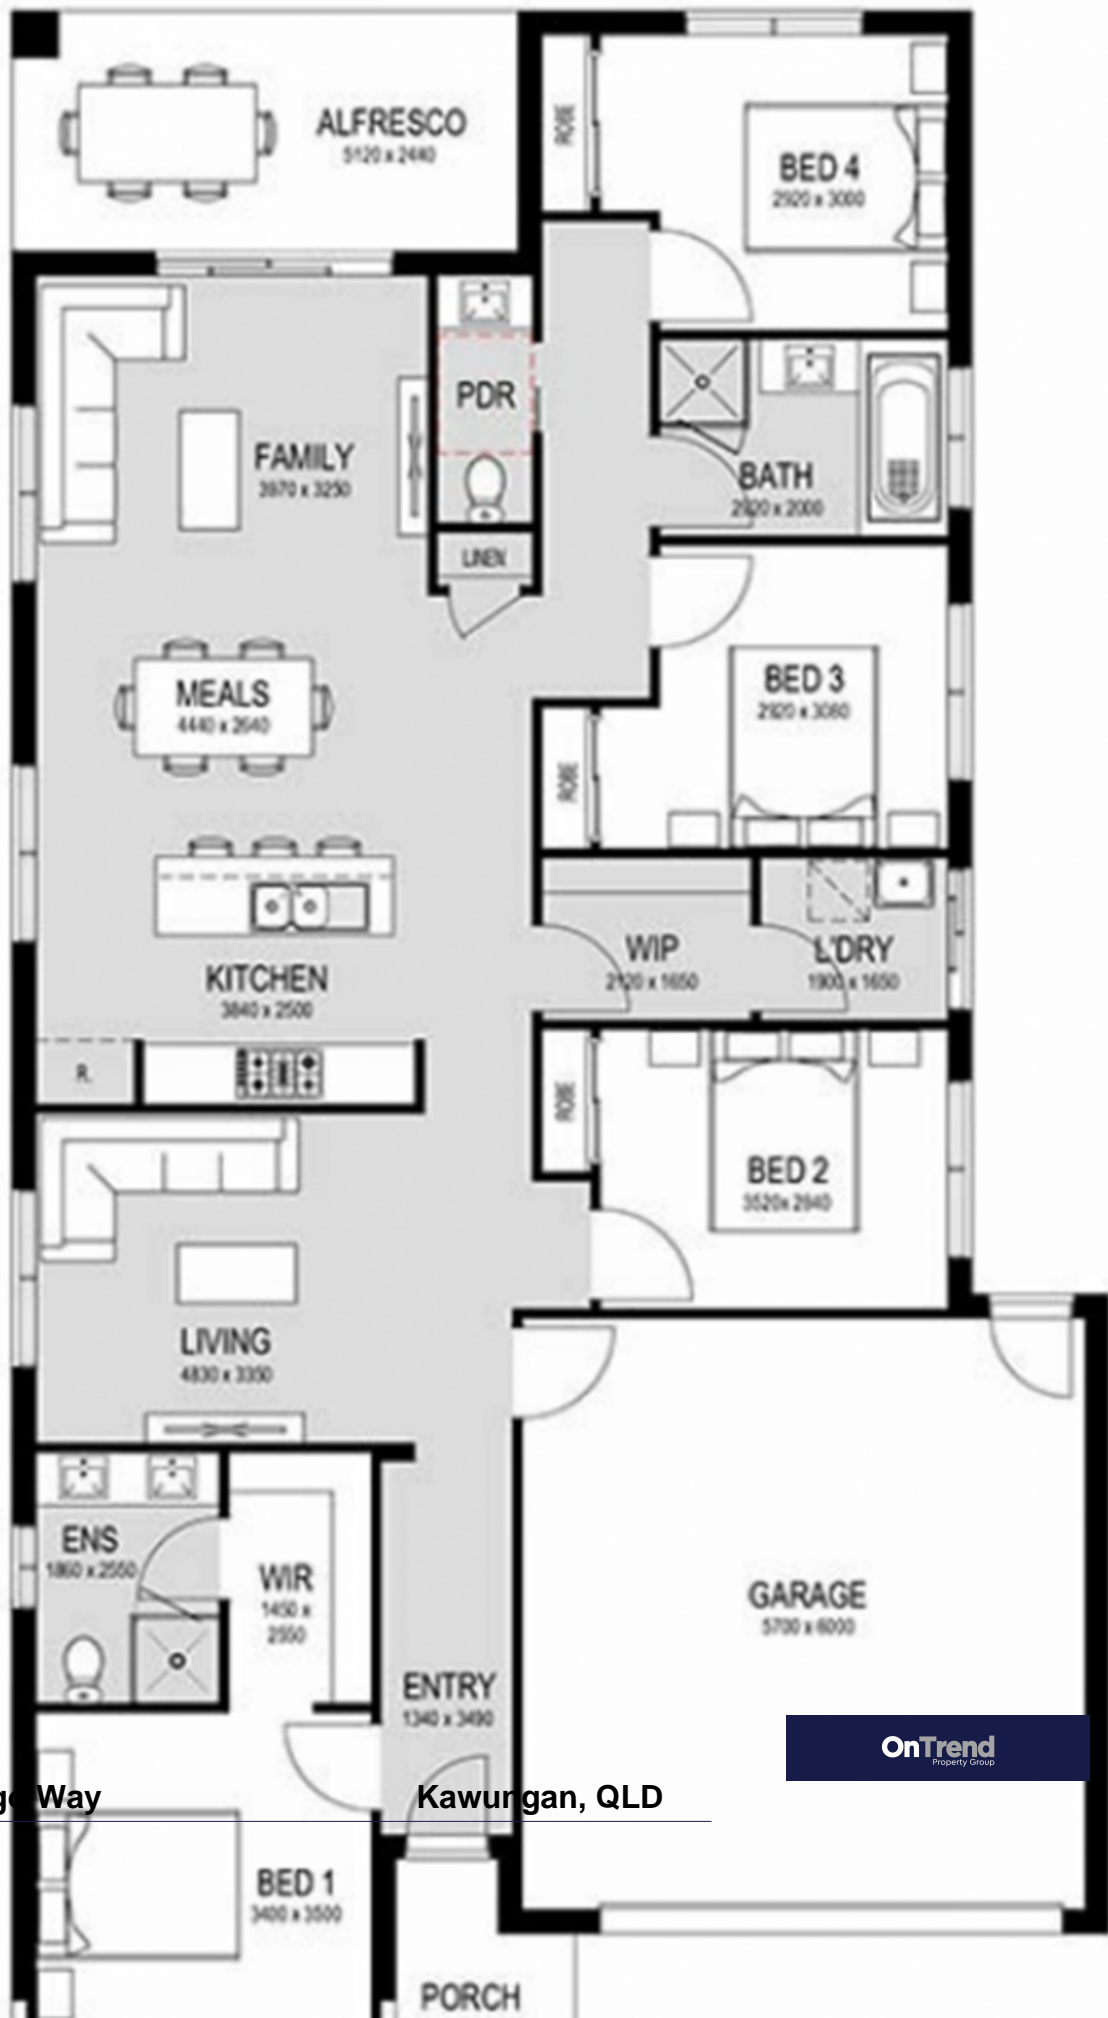 ALFRESCO
5120 x 2440
ROBE
BED 4
2920 x 3000
PDR
FAMILY
3970 x 3250
BATH
2920 x 2000
LINEN
MEALS
4440 x 2640
BED 3
2920 x 3080
ROBE
WIP
2120 x 1650
L'DRY
1900 x 1650
KITCHEN
3840 x 2500
R.
ROBE
BED 2
3520x 2840
LIVING
4830 x 3350
ENS
1860 x 2550
WIR
1450 x
2550
GARAGE
5700 x 6000
ENTRY
1340 x 3490
OnTrend
Property Group
Way
Kawungan, QLD
BED 1
3400 x 3500
PORCH